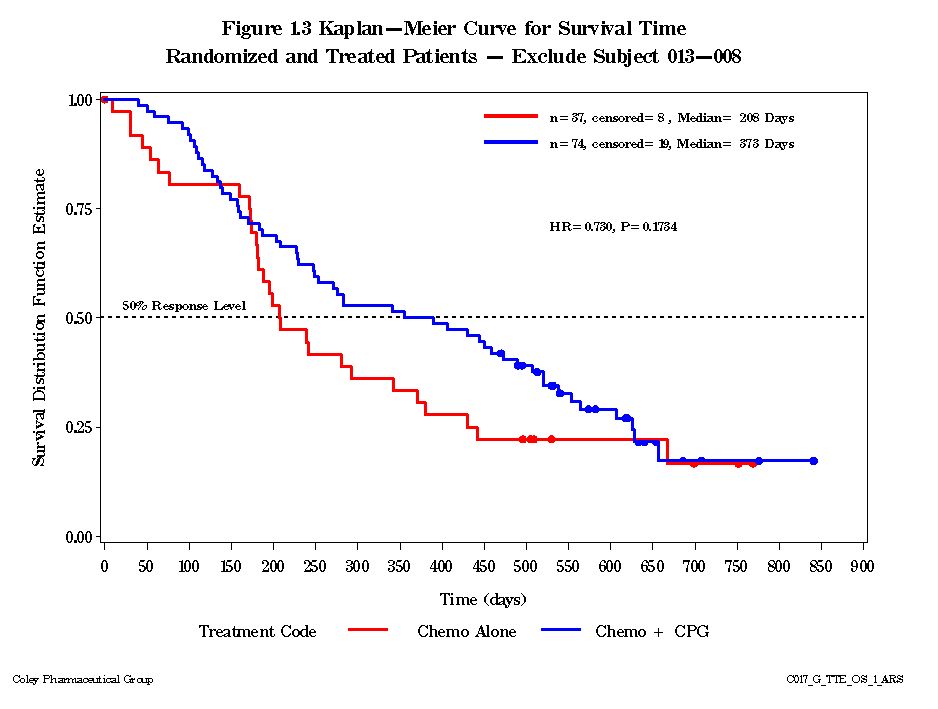 Figure 1.3 Kaplan—Meier Curve for Survival Time
Randomized and Treated Patients — Exclude Subject 013—008
Survival Distribution Function Estimate
1.00
0.75
0.50
0.25
0.00
n= 37, censored= 8 , Median= 208 Days
n= 74, censored= 19, Median= 373 Days
HR= 0.730, P= 0.1734
50% Response Level
0 50 100 150 200 250 300 350 400 450 500 550 600 650 700 750 800 850 900
Time (days)
Treatment Code Chemo Alone Chemo + CPG
Coley Pharmaceutical Group C017_G_TTE_OS_1_ARS